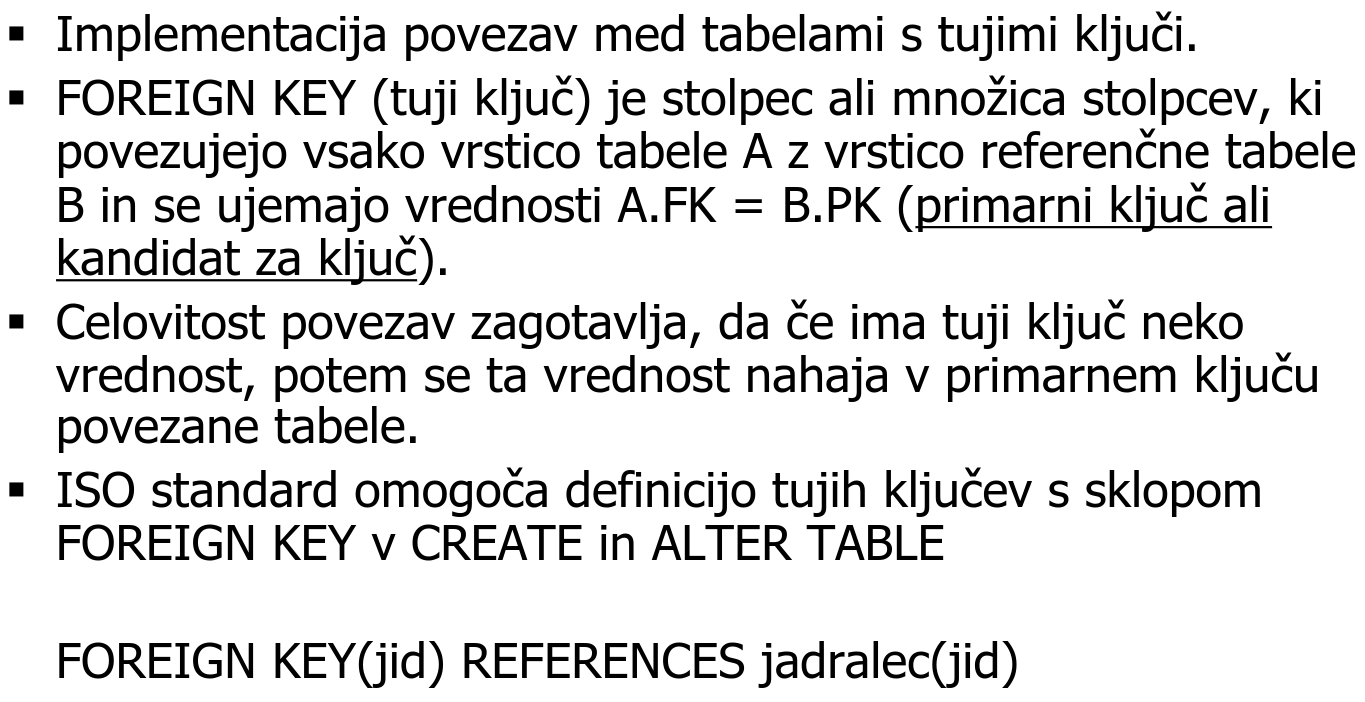 ▪ Implementacija povezav med tabelami s tujimi ključi.
▪ FOREIGN KEY (tuji ključ) je stolpec ali množica stolpcev, ki
povezujejo vsako vrstico tabele A z vrstico referenčne tabele
B in se ujemajo vrednosti A.FK = B.PK (primarni ključ ali
kandidat za ključ).
▪ Celovitost povezav zagotavlja, da če ima tuji ključ neko
vrednost, potem se ta vrednost nahaja v primarnem ključu
povezane tabele.
▪ ISO standard omogoča definicijo tujih ključev s sklopom
FOREIGN KEY v CREATE in ALTER TABLE
FOREIGN KEY(jid) REFERENCES jadralec(jid)